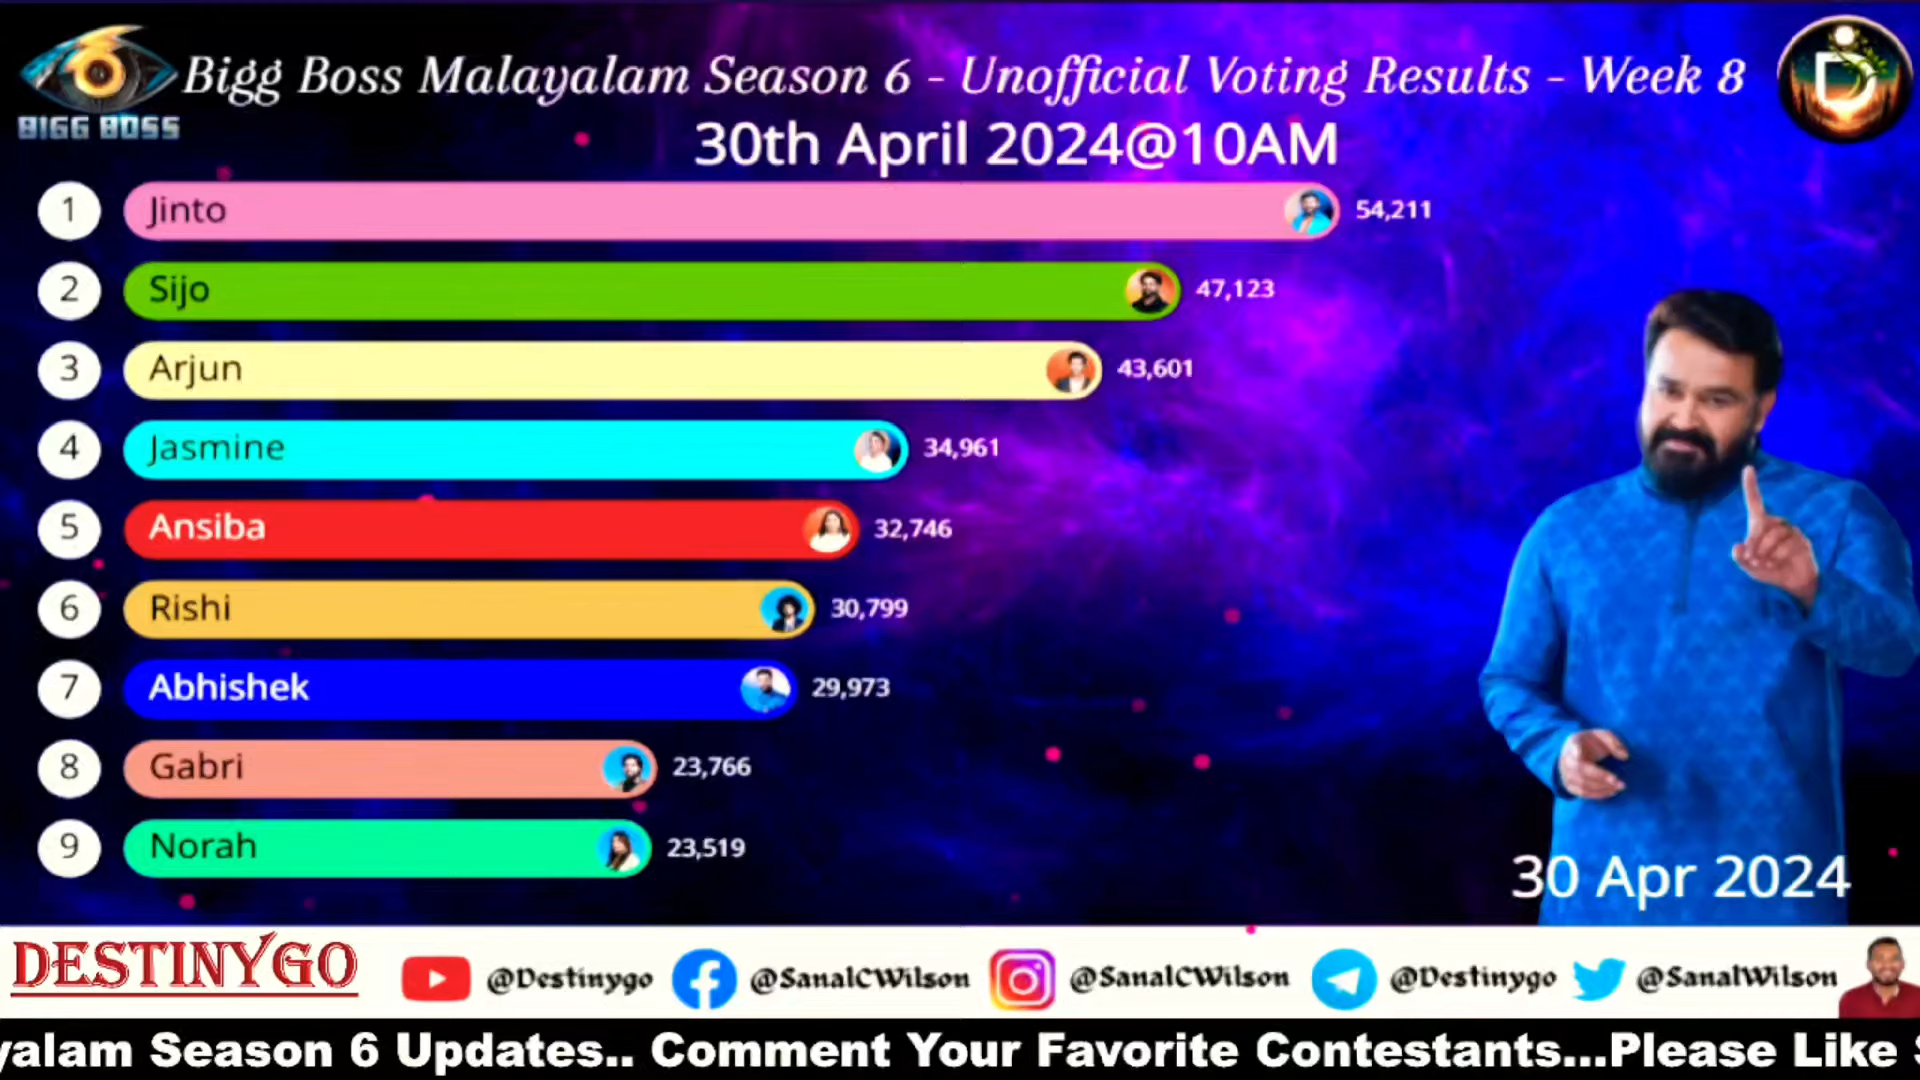 BIGG BOSS
Bigg Boss Malayalam Season 6 - Unofficial Voting Results - Week 8
D
30th April 2024@10AM
1 Jinto 54,211
2 Sijo 47,123
3 Arjun 43,601
4 Jasmine 34,961
5 Ansiba 32,746
6 Rishi 30,799
7 Abhishek 29,973
8 Gabri 23,766
9 Norah 23,519
30 Apr 2024
DESTINYGO @Destinygo @SanalCWilson @SanalCWilson @Destinygo @SanalWilson
yalam Season 6 Updates.. Comment Your Favorite Contestants...Please Like